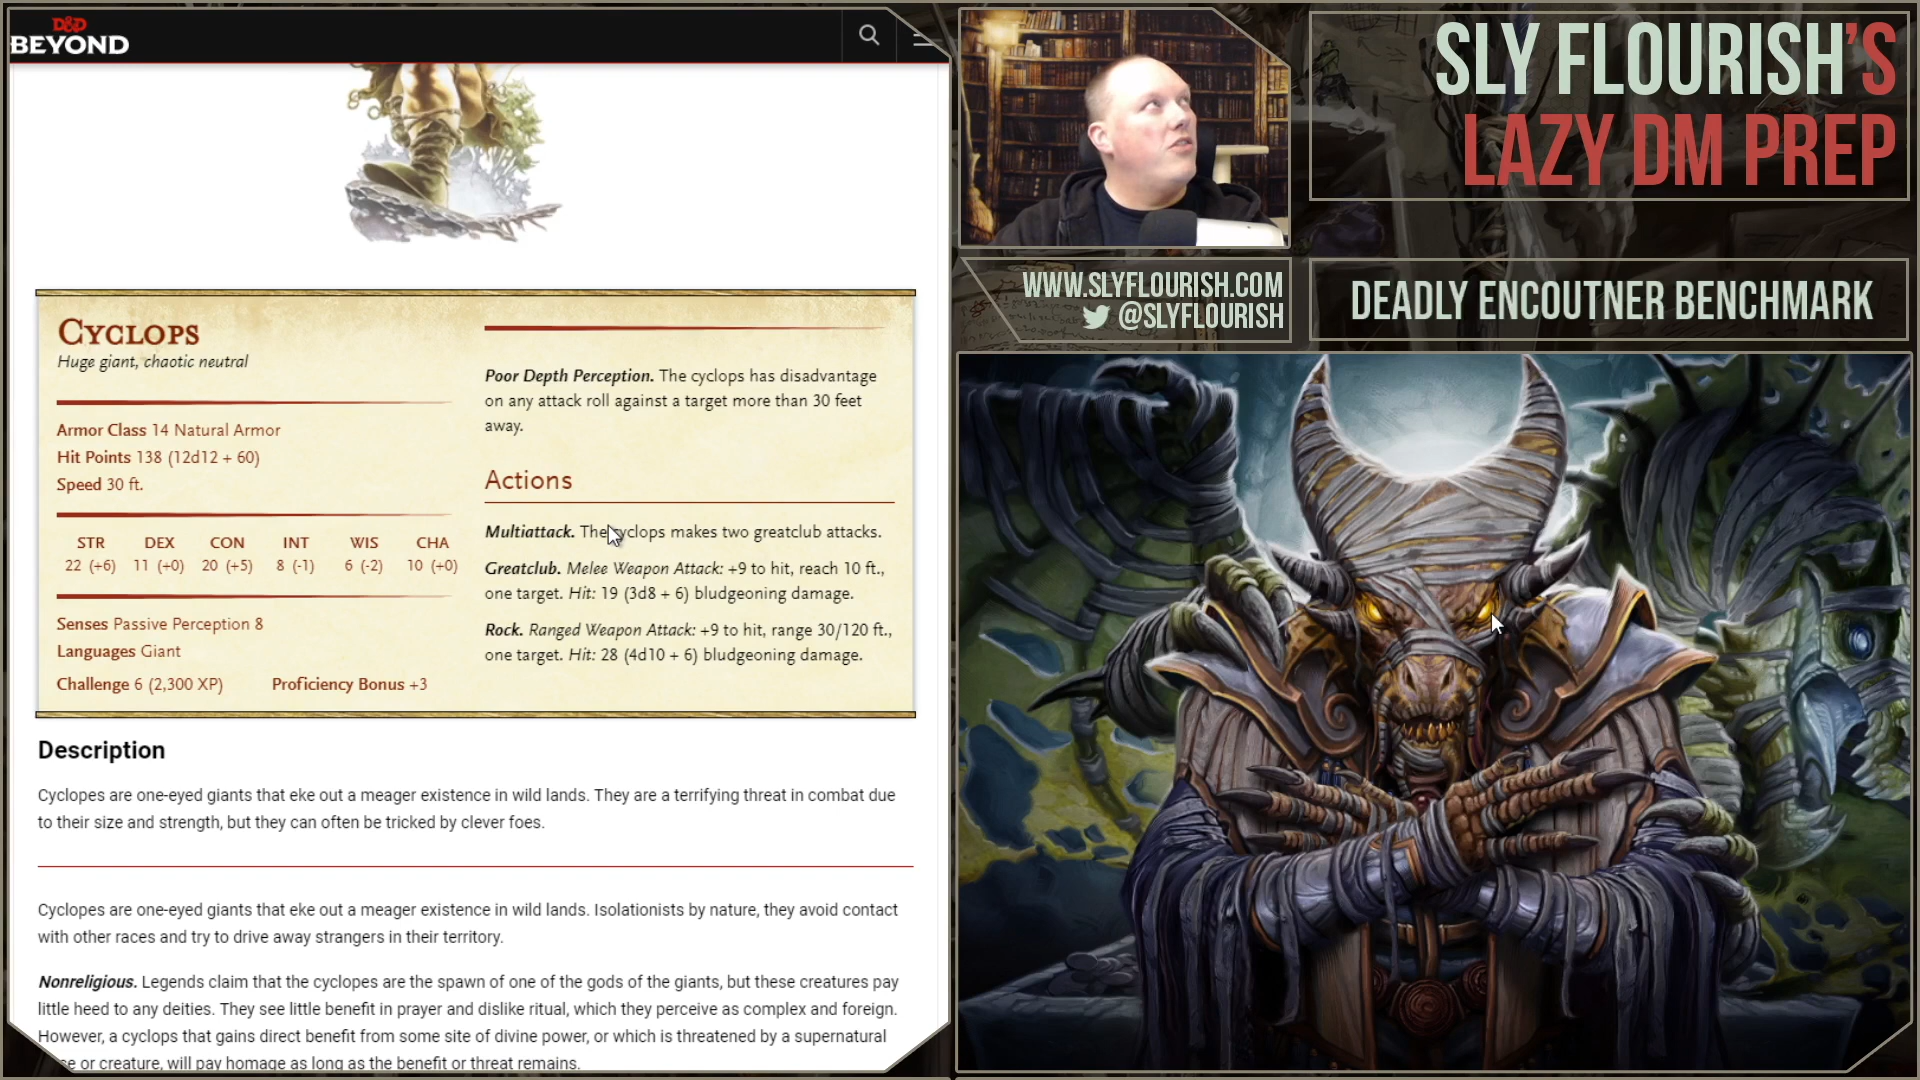 D&D
BEYOND
Cyclops
Huge giant, chaotic neutral
Armor Class 14 Natural Armor
Hit Points 138 (12d12 + 60)
Speed 30 ft.
STR DEX CON INT WIS CHA
22 (+6) 11 (+0) 20 (+5) 8 (-1) 6 (-2) 10 (+0)
Senses Passive Perception 8
Languages Giant
Challenge 6 (2,300 XP) Proficiency Bonus +3
Poor Depth Perception. The cyclops has disadvantage
on any attack roll against a target more than 30 feet
away.
Actions
Multiattack. The cyclops makes two greatclub attacks.
Greatclub. Melee Weapon Attack: +9 to hit, reach 10 ft.,
one target. Hit: 19 (3d8 + 6) bludgeoning damage.
Rock. Ranged Weapon Attack: +9 to hit, range 30/120 ft.,
one target. Hit: 28 (4d10 + 6) bludgeoning damage.
Description
Cyclopes are one-eyed giants that eke out a meager existence in wild lands. They are a terrifying threat in combat due
to their size and strength, but they can often be tricked by clever foes.
Cyclopes are one-eyed giants that eke out a meager existence in wild lands. Isolationists by nature, they avoid contact
with other races and try to drive away strangers in their territory.
Nonreligious. Legends claim that the cyclopes are the spawn of one of the gods of the giants, but these creatures pay
little heed to any deities. They see little benefit in prayer and dislike ritual, which they perceive as complex and foreign.
However, a cyclops that gains direct benefit from some site of divine power, or which is threatened by a supernatural
or creature, will pay homage as long as the benefit or threat remains.
SLY FLOURISH'S
LAZY DM PREP
WWW.SLYFLOURISH.COM
@SLYFLOURISH
DEADLY ENCOUTNER BENCHMARK